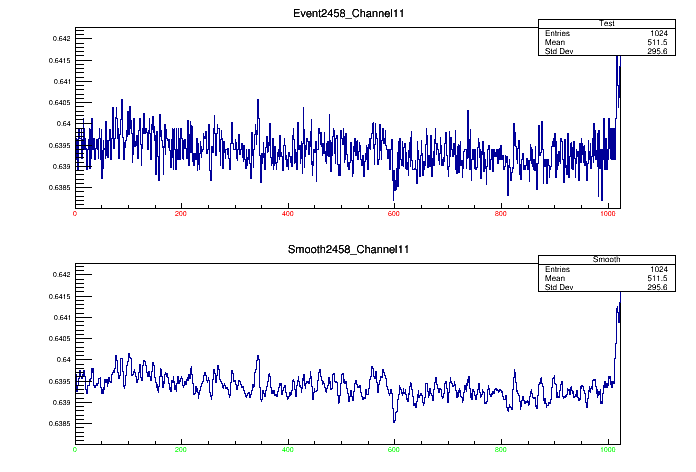 Event2458_Channel11
Test
Entries 1024
Mean 511.5
Std Dev 295.6
0.642
0.6415
0.641
0.6405
0.64
0.6395
0.639
0.6385
0 200 400 600 800 1000
Smooth2458_Channel11
Smooth
Entries 1024
Mean 511.5
Std Dev 295.6
0.642
0.6415
0.641
0.6405
0.64
0.6395
0.639
0.6385
0 200 400 600 800 1000